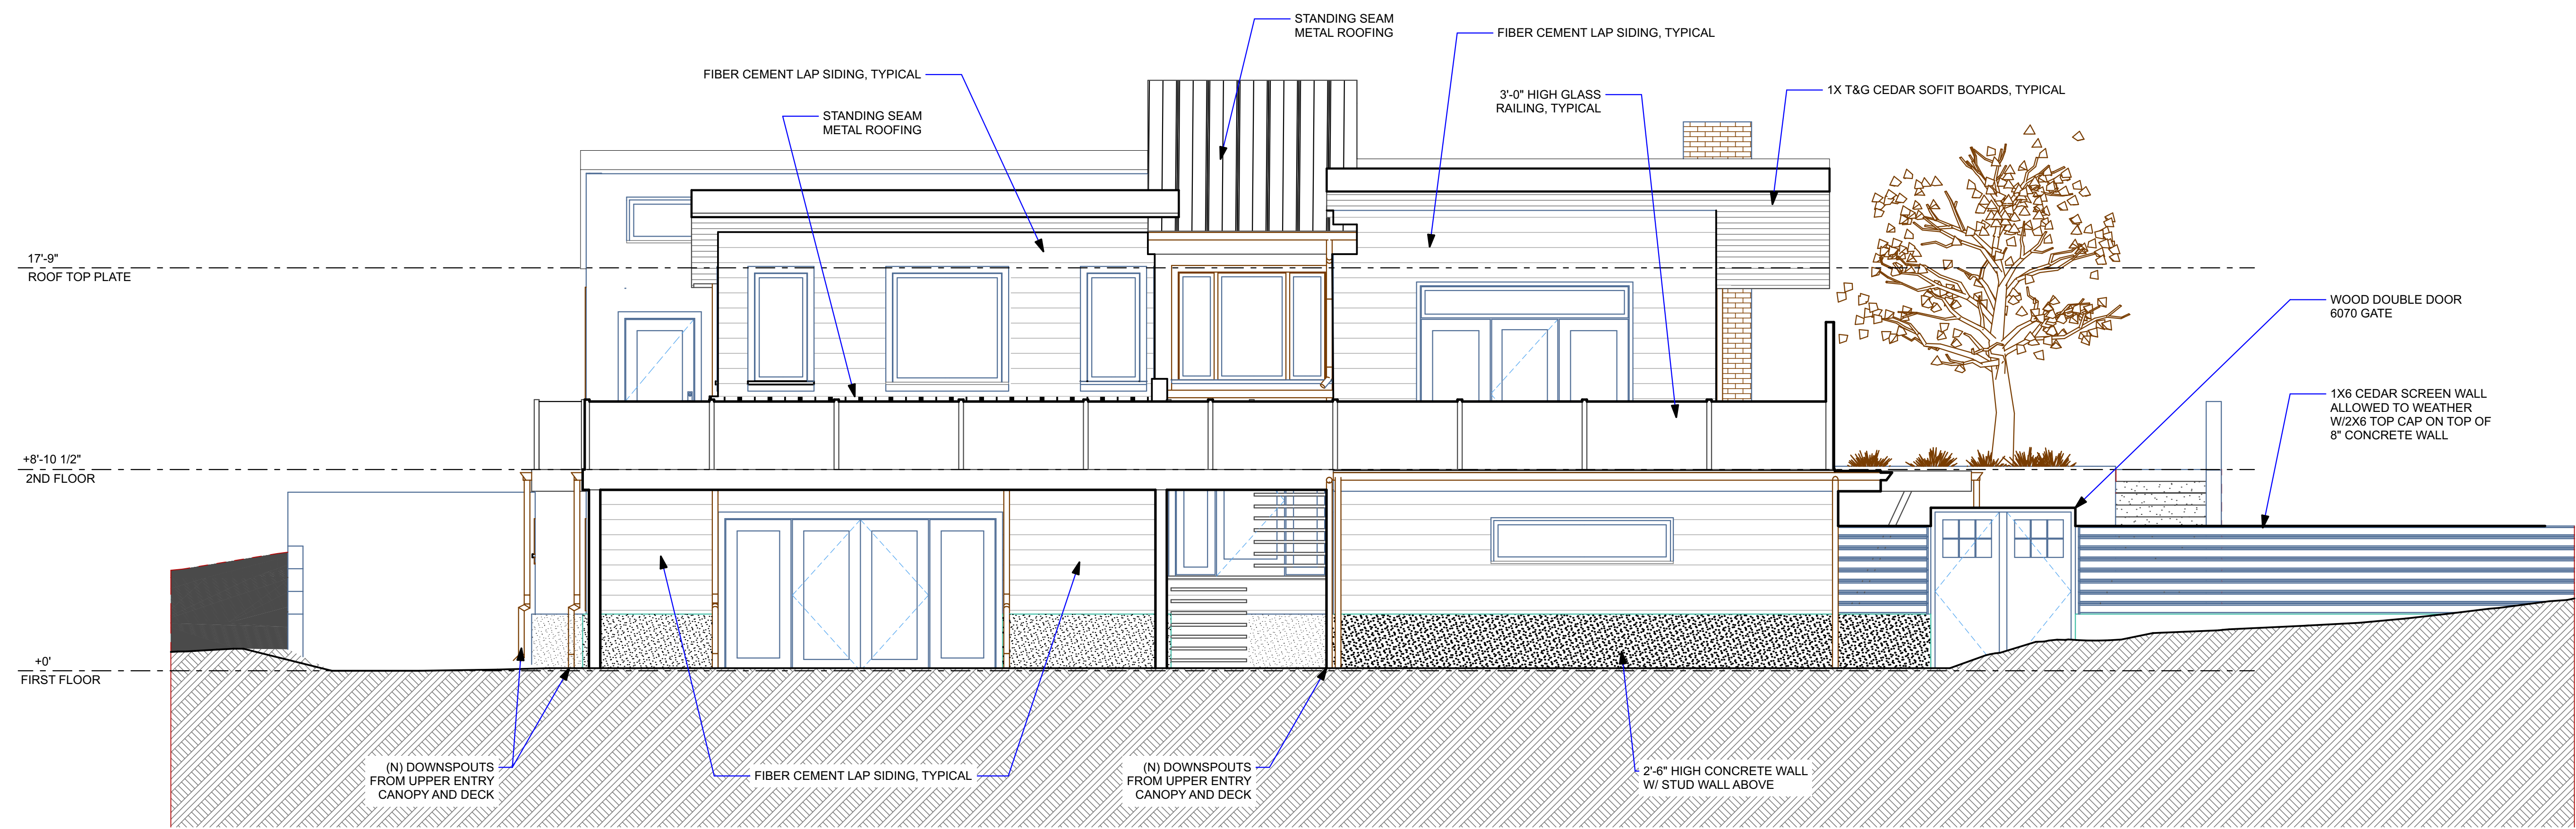 STANDING SEAM
METAL ROOFING
FIBER CEMENT LAP SIDING, TYPICAL
FIBER CEMENT LAP SIDING, TYPICAL
3'-0" HIGH GLASS
RAILING, TYPICAL
1X T&G CEDAR SOFIT BOARDS, TYPICAL
STANDING SEAM
METAL ROOFING
17'-9"
ROOF TOP PLATE
WOOD DOUBLE DOOR
6070 GATE
1X6 CEDAR SCREEN WALL
ALLOWED TO WEATHER
W/2X6 TOP CAP ON TOP OF
8" CONCRETE WALL
+8'-10 1/2"
2ND FLOOR
+0'
FIRST FLOOR
(N) DOWNSPOUTS
FROM UPPER ENTRY
CANOPY AND DECK
FIBER CEMENT LAP SIDING, TYPICAL
(N) DOWNSPOUTS
FROM UPPER ENTRY
CANOPY AND DECK
2'-6" HIGH CONCRETE WALL
W/ STUD WALL ABOVE